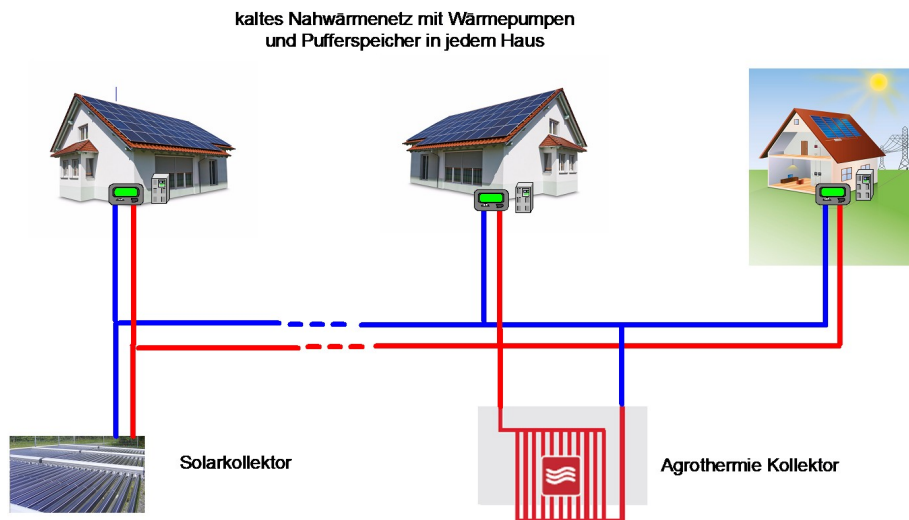 kaltes Nahwärmenetz mit Wärmepumpen
und Pufferspeicher in jedem Haus
Solarkollektor
Agrothermie Kollektor